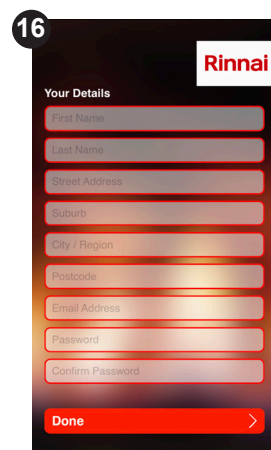 16
Rinnai
Your Details
First Name
Last Name
Street Address
Suburb
City / Region
Postcode
Email Address
Password
Confirm Password
Done